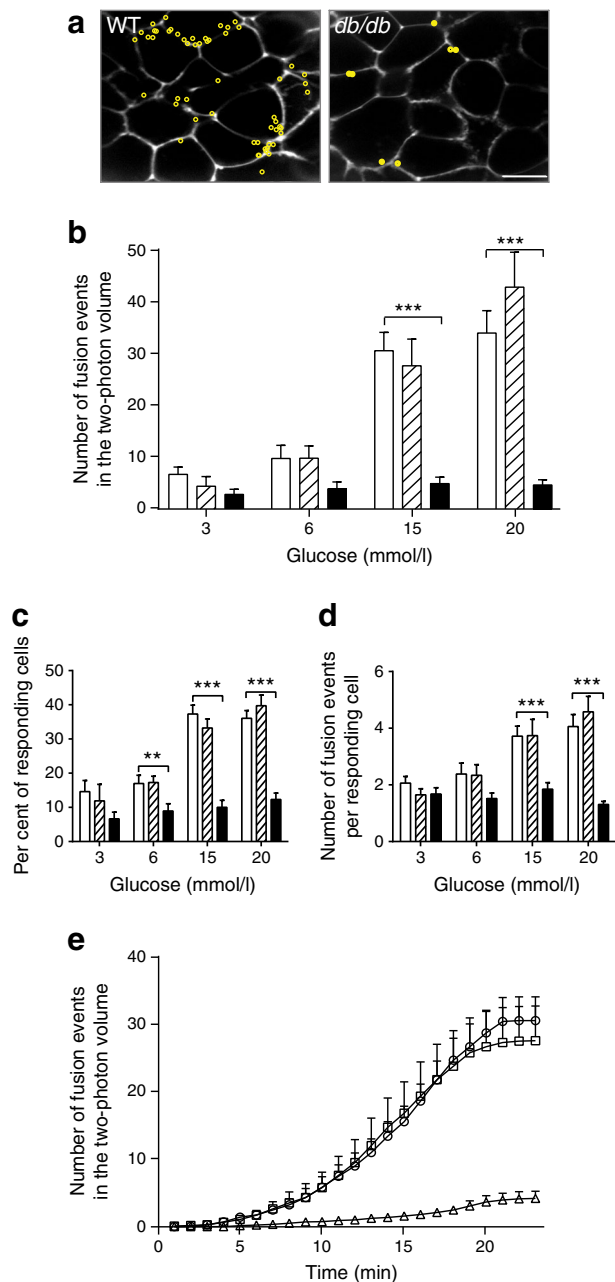 a
WT
db/db
b
Number of fusion events
in the two-photon volume
50
40
30
20
10
0
***
***
3
6
15
20
Glucose (mmol/l)
c
Per cent of responding cells
50
40
30
20
10
0
**
***
***
3
6
15
20
Glucose (mmol/l)
d
Number of fusion events
per responding cell
6
4
2
0
***
***
3
6
15
20
Glucose (mmol/l)
e
Number of fusion events
in the two-photon volume
40
30
20
10
0
0
5
10
15
20
Time (min)